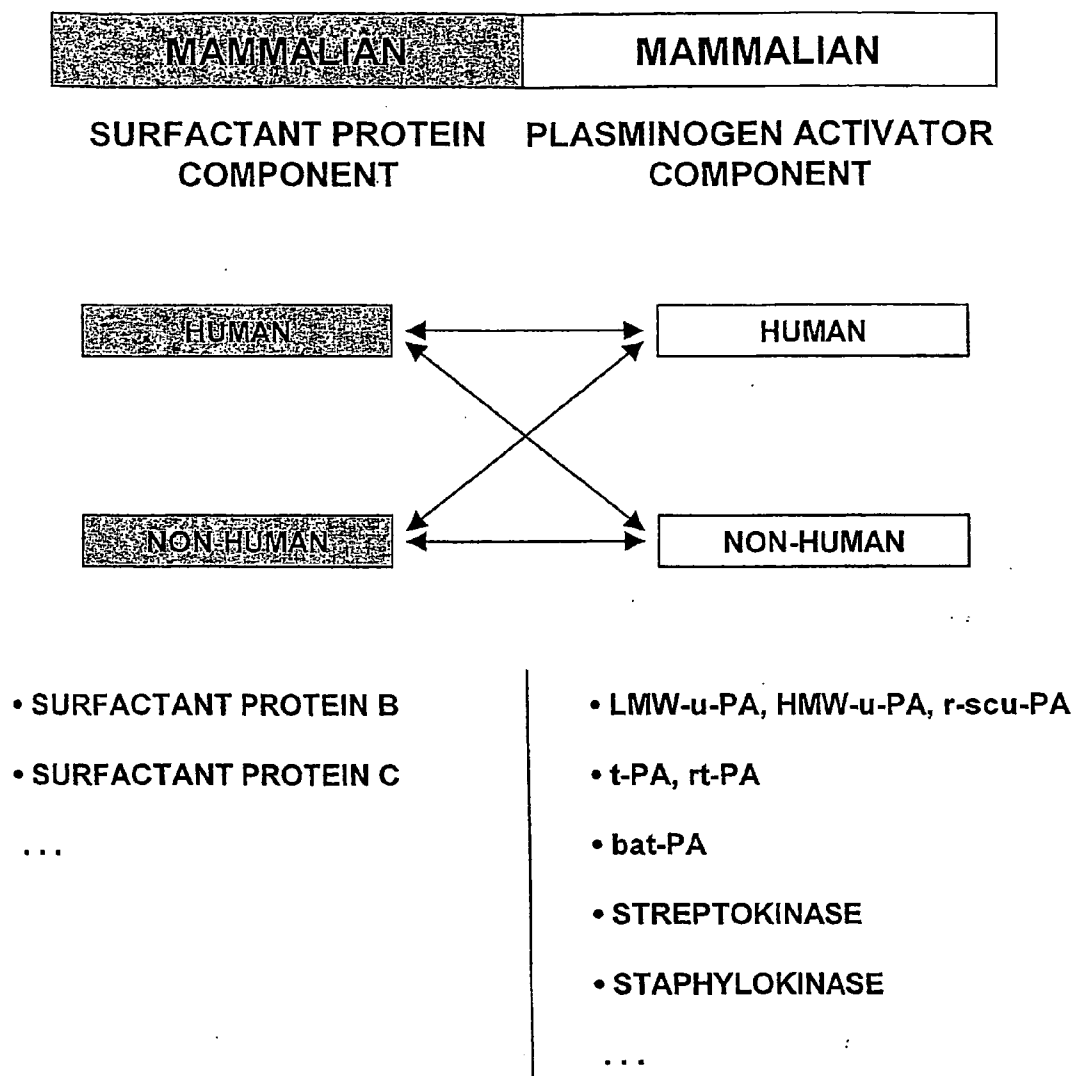 MAMMALIAN MAMMALIAN
SURFACTANT PROTEIN COMPONENT
PLASMINOGEN ACTIVATOR COMPONENT
HUMAN HUMAN
NON-HUMAN NON-HUMAN
• SURFACTANT PROTEIN B
• SURFACTANT PROTEIN C
...
• LMW-u-PA, HMW-u-PA, r-scu-PA
• t-PA, rt-PA
• bat-PA
• STREPTOKINASE
• STAPHYLOKINASE
...